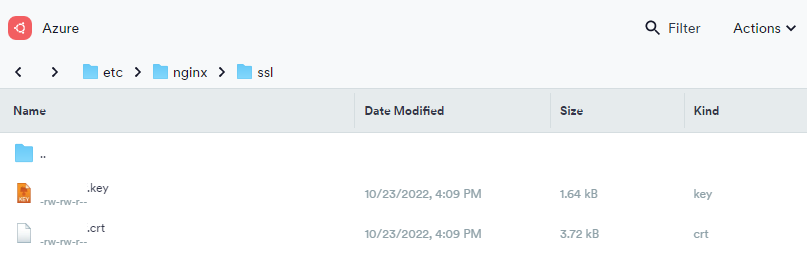 Azure Filter Actions
etc nginx ssl
Name Date Modified Size Kind
..
.key 10/23/2022, 4:09 PM 1.64 kB key
-rw-rw-r--
.crt 10/23/2022, 4:09 PM 3.72 kB crt
-rw-rw-r--